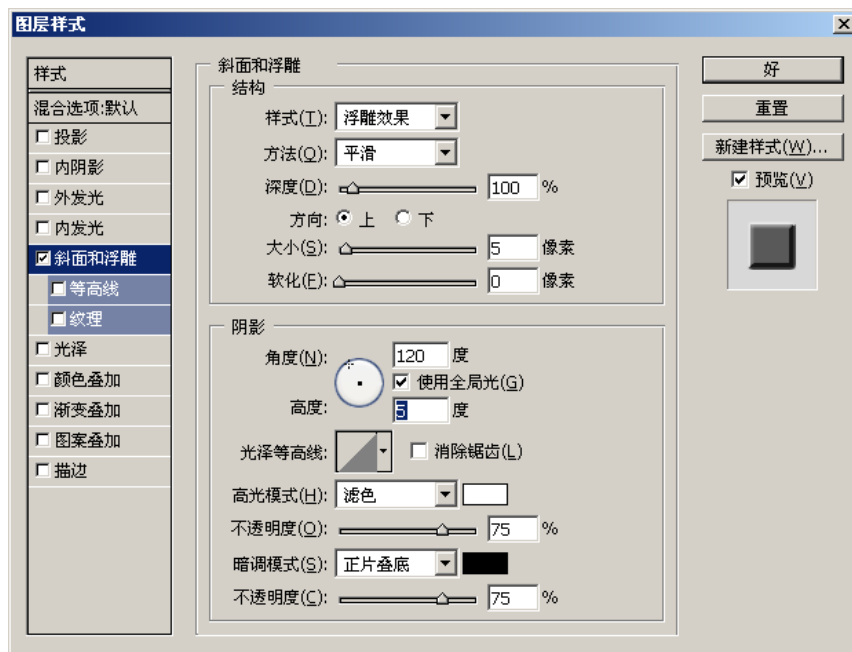 图层样式
样式
混合选项:默认
投影
内阴影
外发光
内发光
斜面和浮雕
等高线
纹理
光泽
颜色叠加
渐变叠加
图案叠加
描边
斜面和浮雕
结构
样式(T): 浮雕效果
方法(Q): 平滑
深度(D): 100 %
方向: 上 下
大小(S): 5 像素
软化(F): 0 像素
阴影
角度(N): 120 度
使用全局光(G)
高度: 5 度
光泽等高线: 消除锯齿(L)
高光模式(H): 滤色
不透明度(O): 75 %
暗调模式(S): 正片叠底
不透明度(C): 75 %
好
重置
新建样式(W)...
预览(V)